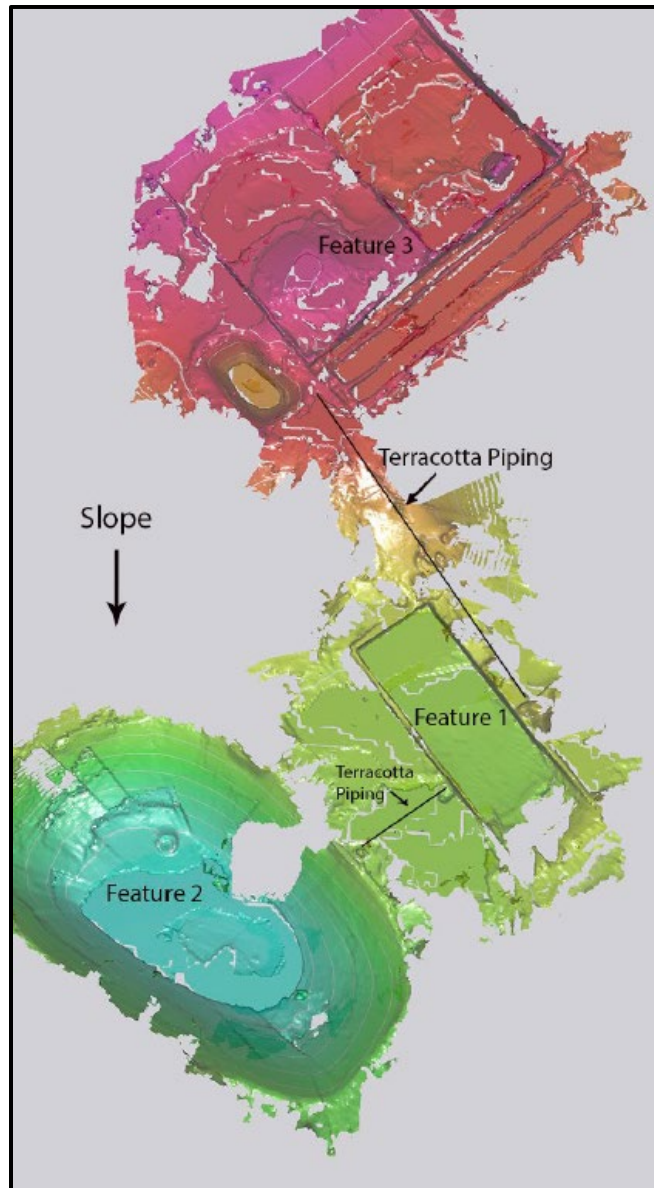 Feature 3
Terracotta Piping
Slope
Feature 1
Terracotta
Piping
Feature 2